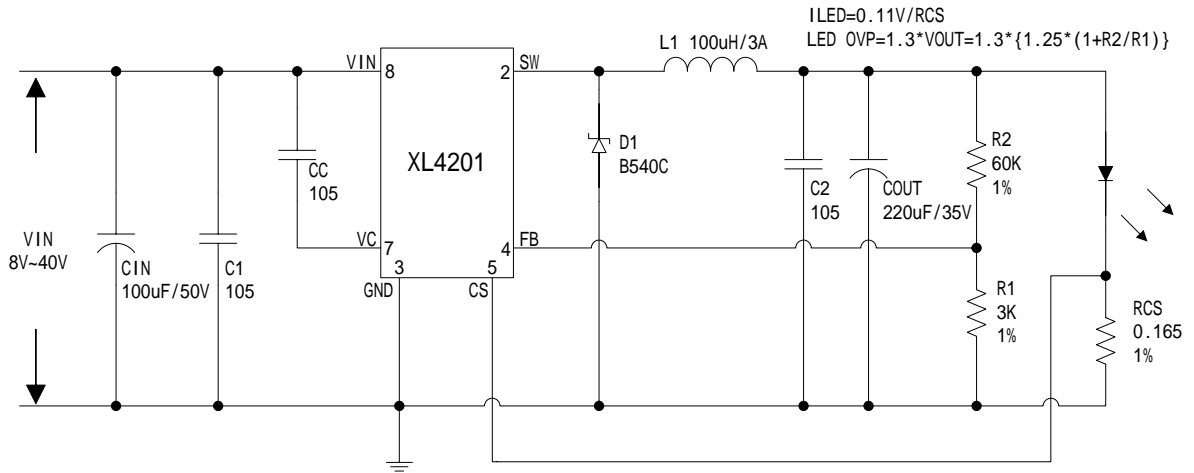 ILED=0.11V/RCS
LED OVP=1.3*VOUT=1.3*{1.25*(1+R2/R1)}
L1 100uH/3A
VIN
8
2
SW
XL4201
CC
105
D1
B540C
R2
60K
1%
C2
105
COUT
220uF/35V
VC
7
4
FB
VIN
8V~40V
CIN
100uF/50V
C1
105
3
GND
5
CS
R1
3K
1%
RCS
0.165
1%